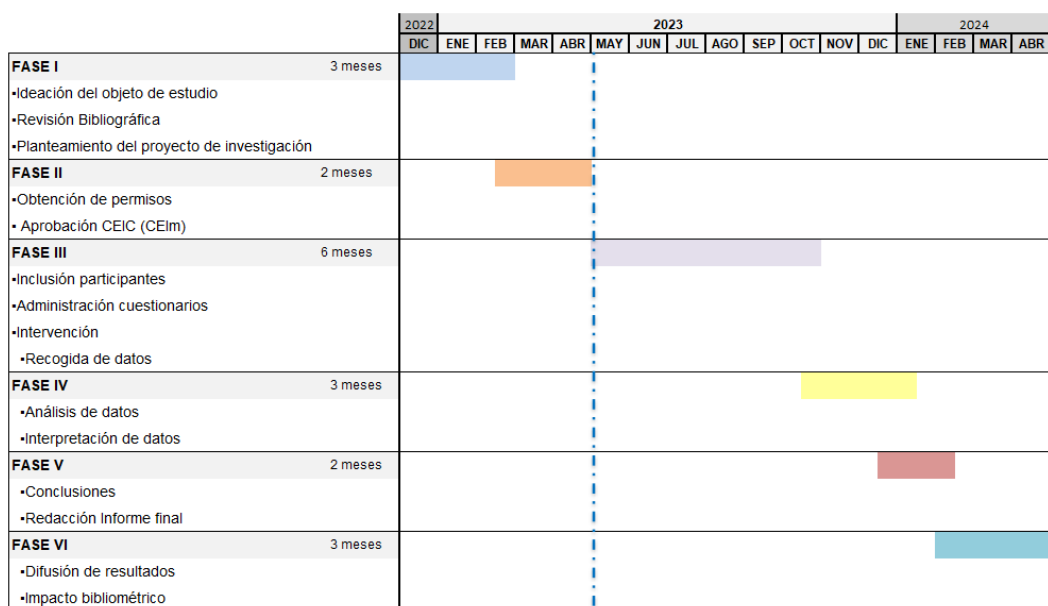 2022 2023 2024
DIC ENE FEB MAR ABR MAY JUN JUL AGO SEP OCT NOV DIC ENE FEB MAR ABR
FASE I 3 meses
▪Ideación del objeto de estudio
▪Revisión Bibliográfica
▪Planteamiento del proyecto de investigación
FASE II 2 meses
▪Obtención de permisos
▪ Aprobación CEIC (CEIm)
FASE III 6 meses
▪Inclusión participantes
▪Administración cuestionarios
▪Intervención
▪Recogida de datos
FASE IV 3 meses
▪Análisis de datos
▪Interpretación de datos
FASE V 2 meses
▪Conclusiones
▪Redacción Informe final
FASE VI 3 meses
▪Difusión de resultados
▪Impacto bibliométrico